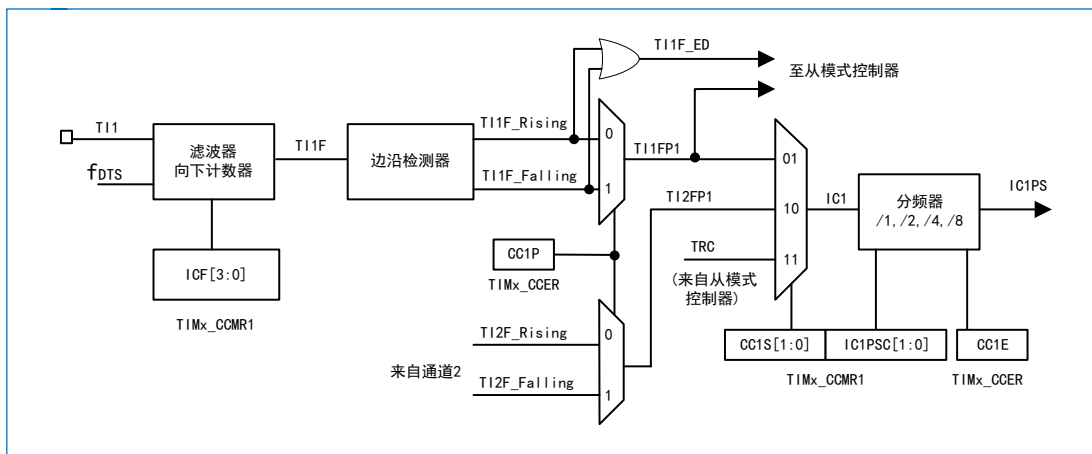 TI1F_ED
至从模式控制器
TI1
fDTS
滤波器
向下计数器
TI1F
边沿检测器
TI1F_Rising
TI1F_Falling
0
1
TI1FP1
TI2FP1
TRC
(来自从模式
控制器)
01
10
11
IC1
分频器
/1, /2, /4, /8
IC1PS
ICF[3:0]
TIMx_CCMR1
CC1P
TIMx_CCER
来自通道2
TI2F_Rising
TI2F_Falling
0
1
CC1S[1:0]
IC1PSC[1:0]
CC1E
TIMx_CCMR1
TIMx_CCER